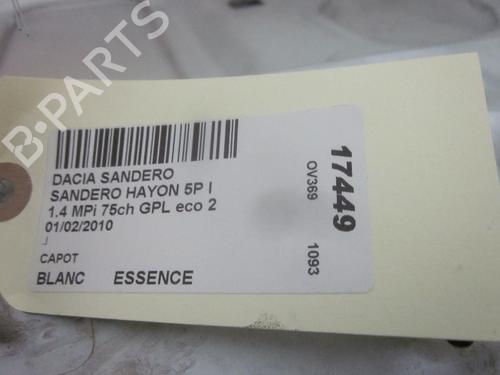 B-PARTS
DACIA SANDERO
SANDERO HAYON 5P I
1.4 MPi 75ch GPL eco 2
01/02/2010
J
CAPOT
BLANC ESSENCE
17449
OV369 1093